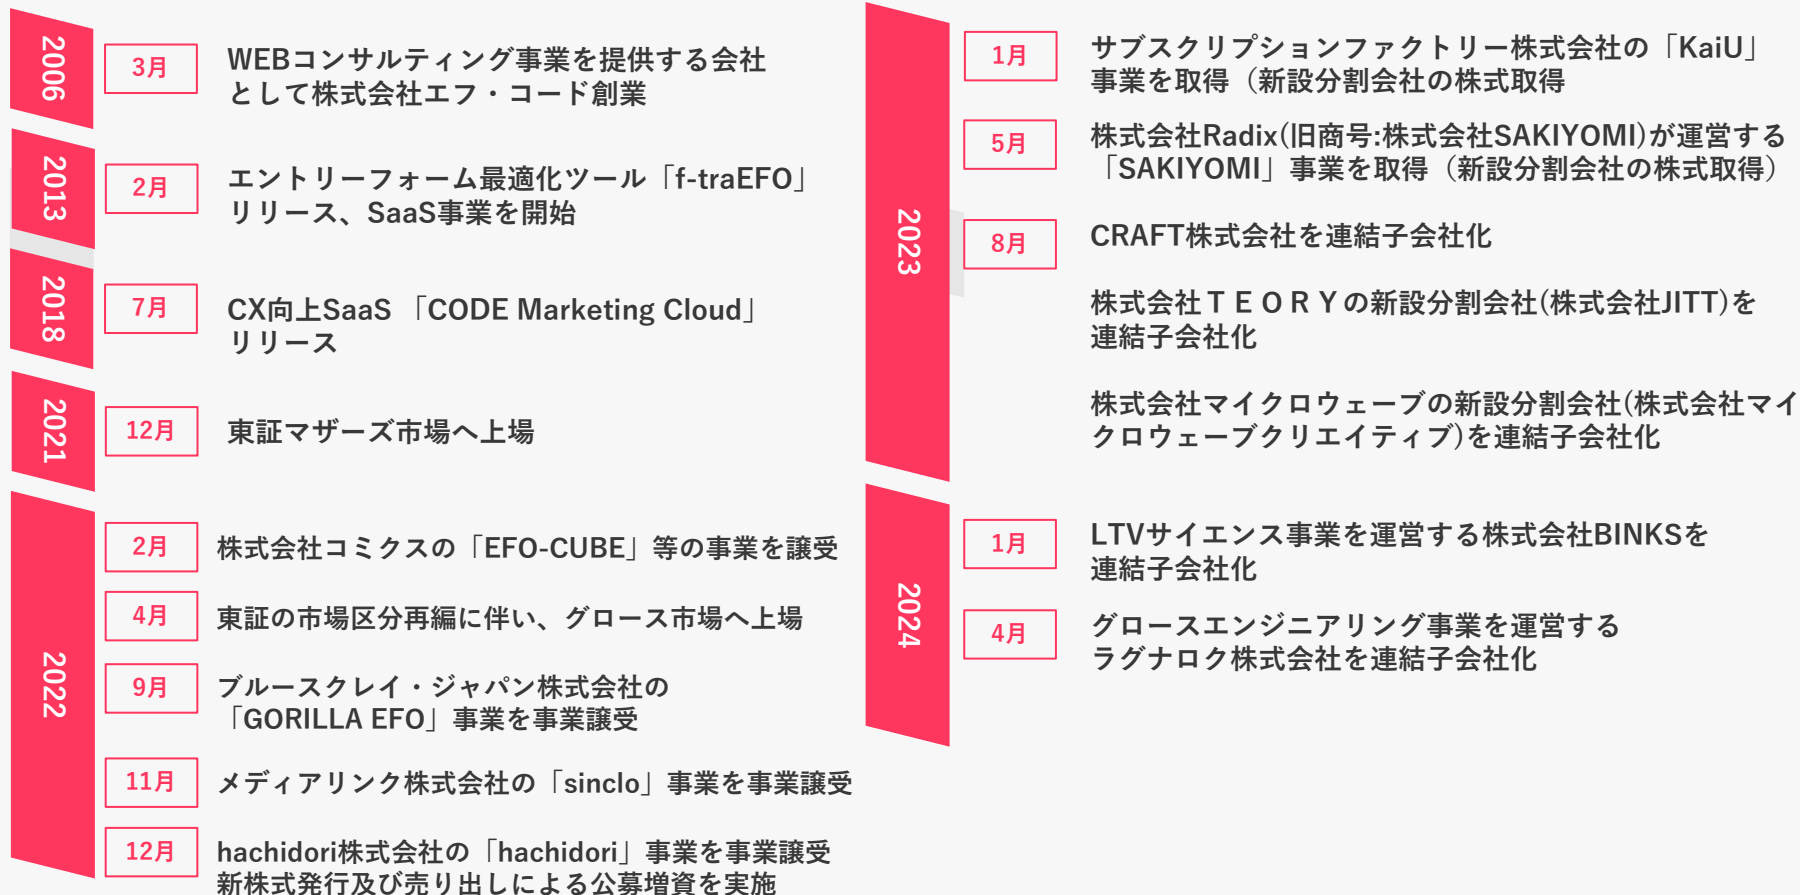 2006
3月
WEBコンサルティング事業を提供する会社
として株式会社エフ・コード創業
2013
2月
エントリーフォーム最適化ツール「f-traEFO」
リリース、SaaS事業を開始
2018
7月
CX向上SaaS 「CODE Marketing Cloud」
リリース
2021
12月
東証マザーズ市場へ上場
2022
2月
株式会社コミクスの「EFO-CUBE」等の事業を譲受
4月
東証の市場区分再編に伴い、グロース市場へ上場
9月
ブルースクレイ・ジャパン株式会社の
「GORILLA EFO」事業を事業譲受
11月
メディアリンク株式会社の「sinclo」事業を事業譲受
12月
hachidori株式会社の「hachidori」事業を事業譲受
新株式発行及び売り出しによる公募増資を実施
2023
1月
サブスクリプションファクトリー株式会社の「KaiU」
事業を取得（新設分割会社の株式取得
5月
株式会社Radix(旧商号:株式会社SAKIYOMI)が運営する
「SAKIYOMI」事業を取得（新設分割会社の株式取得）
8月
CRAFT株式会社を連結子会社化
株式会社ＴＥＯＲＹの新設分割会社(株式会社JITT)を
連結子会社化
株式会社マイクロウェーブの新設分割会社(株式会社マイ
クロウェーブクリエイティブ)を連結子会社化
2024
1月
LTVサイエンス事業を運営する株式会社BINKSを
連結子会社化
4月
グロースエンジニアリング事業を運営する
ラグナロク株式会社を連結子会社化